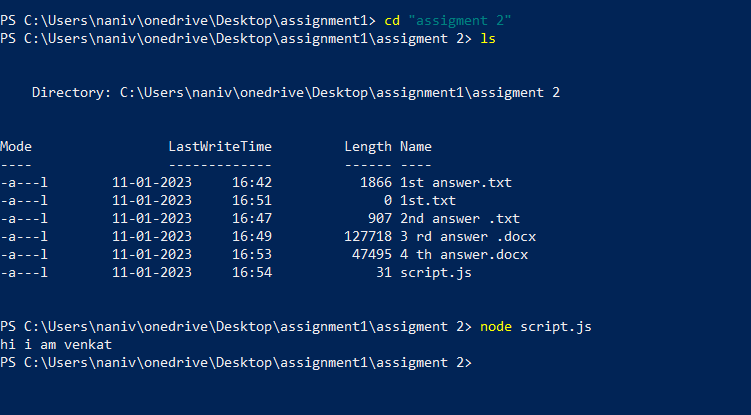 PS C:\Users\naniv\onedrive\Desktop\assignment1> cd "assigment 2"
PS C:\Users\naniv\onedrive\Desktop\assignment1\assigment 2> ls
Directory: C:\Users\naniv\onedrive\Desktop\assignment1\assigment 2
Mode LastWriteTime Length Name
---- ------------- ------ ----
-a---l 11-01-2023 16:42 1866 1st answer.txt
-a---l 11-01-2023 16:51 0 1st.txt
-a---l 11-01-2023 16:47 907 2nd answer .txt
-a---l 11-01-2023 16:49 127718 3 rd answer .docx
-a---l 11-01-2023 16:53 47495 4 th answer.docx
-a---l 11-01-2023 16:54 31 script.js
PS C:\Users\naniv\onedrive\Desktop\assignment1\assigment 2> node script.js
hi i am venkat
PS C:\Users\naniv\onedrive\Desktop\assignment1\assigment 2>